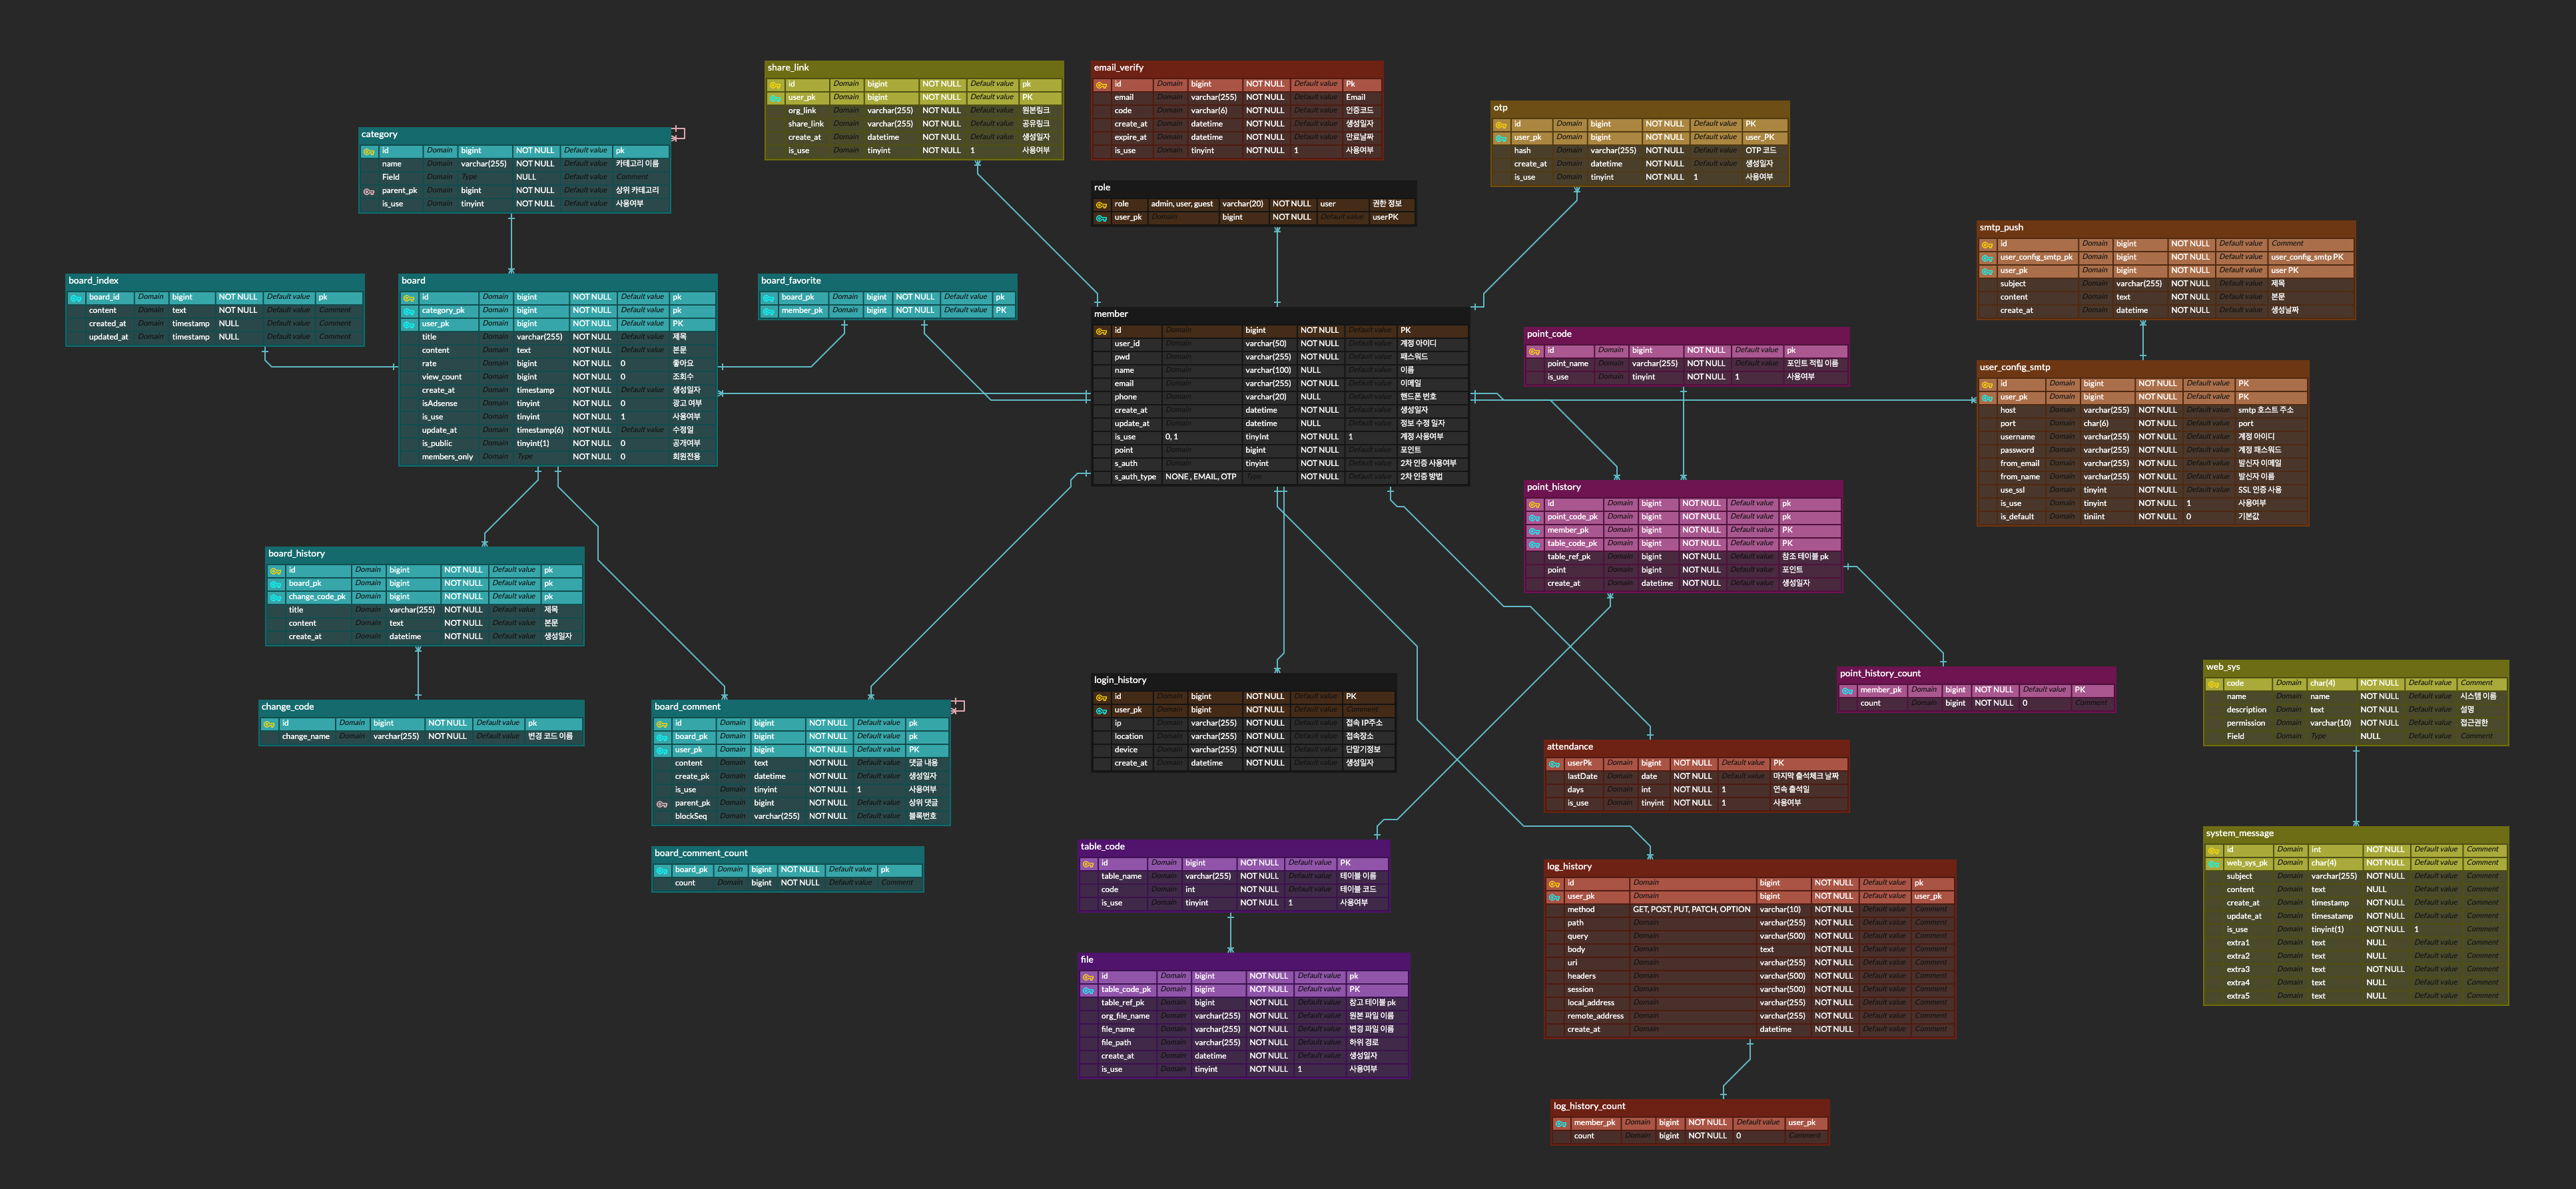 share_link
id Domain bigint NOT NULL Default value pk
user_pk Domain bigint NOT NULL Default value PK
org_link Domain varchar(255) NOT NULL Default value 원본링크
share_link Domain varchar(255) NOT NULL Default value 공유링크
create_at Domain datetime NOT NULL Default value 생성일자
is_use Domain tinyint NOT NULL 1 사용여부
email_verify
id Domain bigint NOT NULL Default value Pk
email Domain varchar(255) NOT NULL Default value Email
code Domain varchar(6) NOT NULL Default value 인증코드
create_at Domain datetime NOT NULL Default value 생성일자
expire_at Domain datetime NOT NULL Default value 만료날짜
is_use Domain tinyint NOT NULL 1 사용여부
otp
id Domain bigint NOT NULL Default value PK
user_pk Domain bigint NOT NULL Default value user_PK
hash Domain varchar(255) NOT NULL Default value OTP 코드
create_at Domain datetime NOT NULL Default value 생성일자
is_use Domain tinyint NOT NULL 1 사용여부
category
id Domain bigint NOT NULL Default value pk
name Domain varchar(255) NOT NULL Default value 카테고리 이름
Field Domain Type NULL Default value Comment
parent_pk Domain bigint NOT NULL Default value 상위 카테고리
is_use Domain tinyint NOT NULL Default value 사용여부
role
role admin, user, guest varchar(20) NOT NULL user 권한 정보
user_pk Domain bigint NOT NULL Default value userPK
smtp_push
id Domain bigint NOT NULL Default value Comment
user_config_smtp_pk Domain bigint NOT NULL Default value user_config_smtp PK
user_pk Domain bigint NOT NULL Default value user PK
subject Domain varchar(255) NOT NULL Default value 제목
content Domain text NOT NULL Default value 본문
create_at Domain datetime NOT NULL Default value 생성날짜
board_index
board_id Domain bigint NOT NULL Default value pk
content Domain text NOT NULL Default value Comment
created_at Domain timestamp NULL Default value Comment
updated_at Domain timestamp NULL Default value Comment
board
id Domain bigint NOT NULL Default value pk
category_pk Domain bigint NOT NULL Default value pk
user_pk Domain bigint NOT NULL Default value PK
title Domain varchar(255) NOT NULL Default value 제목
content Domain text NOT NULL Default value 본문
rate Domain bigint NOT NULL 0 좋아요
view_count Domain bigint NOT NULL 0 조회수
create_at Domain timestamp NOT NULL Default value 생성일자
isAdsense Domain tinyint NOT NULL 0 광고 여부
is_use Domain tinyint NOT NULL 1 사용여부
update_at Domain timestamp(6) NOT NULL Default value 수정일
is_public Domain tinyint(1) NOT NULL 0 공개여부
members_only Domain Type NOT NULL 0 회원전용
board_favorite
board_pk Domain bigint NOT NULL Default value pk
member_pk Domain bigint NOT NULL Default value PK
member
id Domain bigint NOT NULL Default value PK
user_id Domain varchar(50) NOT NULL Default value 계정 아이디
pwd Domain varchar(255) NOT NULL Default value 패스워드
name Domain varchar(100) NULL Default value 이름
email Domain varchar(255) NOT NULL Default value 이메일
phone Domain varchar(20) NULL Default value 핸드폰 번호
create_at Domain datetime NOT NULL Default value 생성일자
update_at Domain datetime NULL Default value 정보 수정 일자
is_use 0, 1 tinyInt NOT NULL 1 계정 사용여부
point Domain bigint NOT NULL Default value 포인트
s_auth Domain tinyint NOT NULL Default value 2차 인증 사용여부
s_auth_type NONE , EMAIL, OTP Type NOT NULL Default value 2차 인증 방법
point_code
id Domain bigint NOT NULL Default value pk
point_name Domain varchar(255) NOT NULL Default value 포인트 적립 이름
is_use Domain tinyint NOT NULL 1 사용여부
user_config_smtp
id Domain bigint NOT NULL Default value PK
user_pk Domain bigint NOT NULL Default value PK
host Domain varchar(255) NOT NULL Default value smtp 호스트 주소
port Domain char(6) NOT NULL Default value port
username Domain varchar(255) NOT NULL Default value 계정 아이디
password Domain varchar(255) NOT NULL Default value 계정 패스워드
from_email Domain varchar(255) NOT NULL Default value 발신자 이메일
from_name Domain varchar(255) NOT NULL Default value 발신자 이름
use_ssl Domain tinyint NOT NULL Default value SSL 인증 사용
is_use Domain tinyint NOT NULL 1 사용여부
is_default Domain tiniint NOT NULL 0 기본값
point_history
id Domain bigint NOT NULL Default value pk
point_code_pk Domain bigint NOT NULL Default value pk
member_pk Domain bigint NOT NULL Default value PK
table_code_pk Domain bigint NOT NULL Default value PK
table_ref_pk Domain bigint NOT NULL Default value 참조 테이블 pk
point Domain bigint NOT NULL Default value 포인트
create_at Domain datetime NOT NULL Default value 생성일자
board_history
id Domain bigint NOT NULL Default value pk
board_pk Domain bigint NOT NULL Default value pk
change_code_pk Domain bigint NOT NULL Default value pk
title Domain varchar(255) NOT NULL Default value 제목
content Domain text NOT NULL Default value 본문
create_at Domain datetime NOT NULL Default value 생성일자
change_code
id Domain bigint NOT NULL Default value pk
change_name Domain varchar(255) NOT NULL Default value 변경 코드 이름
board_comment
id Domain bigint NOT NULL Default value pk
board_pk Domain bigint NOT NULL Default value pk
user_pk Domain bigint NOT NULL Default value PK
content Domain text NOT NULL Default value 댓글 내용
create_pk Domain datetime NOT NULL Default value 생성일자
is_use Domain tinyint NOT NULL 1 사용여부
parent_pk Domain bigint NOT NULL Default value 상위 댓글
blockSeq Domain varchar(255) NOT NULL Default value 블록번호
login_history
id Domain bigint NOT NULL Default value PK
user_pk Domain bigint NOT NULL Default value Comment
ip Domain varchar(255) NOT NULL Default value 접속 IP주소
location Domain varchar(255) NOT NULL Default value 접속장소
device Domain varchar(255) NOT NULL Default value 단말기정보
create_at Domain datetime NOT NULL Default value 생성일자
point_history_count
member_pk Domain bigint NOT NULL Default value PK
count Domain bigint NOT NULL 0 Comment
web_sys
code Domain char(4) NOT NULL Default value Comment
name Domain name NOT NULL Default value 시스템 이름
description Domain text NOT NULL Default value 설명
permission Domain varchar(10) NOT NULL Default value 접근권한
Field Domain Type NULL Default value Comment
attendance
userPk Domain bigint NOT NULL Default value PK
lastDate Domain date NOT NULL Default value 마지막 출석체크 날짜
days Domain int NOT NULL 1 연속 출석일
is_use Domain tinyint NOT NULL 1 사용여부
board_comment_count
board_pk Domain bigint NOT NULL Default value pk
count Domain bigint NOT NULL Default value Comment
table_code
id Domain bigint NOT NULL Default value PK
table_name Domain varchar(255) NOT NULL Default value 테이블 이름
code Domain int NOT NULL Default value 테이블 코드
is_use Domain tinyint NOT NULL 1 사용여부
log_history
id Domain bigint NOT NULL Default value pk
user_pk Domain bigint NOT NULL Default value user_pk
method GET, POST, PUT, PATCH, OPTION varchar(10) NOT NULL Default value Comment
path Domain varchar(255) NOT NULL Default value Comment
query Domain varchar(500) NOT NULL Default value Comment
body Domain text NOT NULL Default value Comment
uri Domain varchar(255) NOT NULL Default value Comment
headers Domain varchar(500) NOT NULL Default value Comment
session Domain varchar(500) NOT NULL Default value Comment
local_address Domain varchar(255) NOT NULL Default value Comment
remote_address Domain varchar(255) NOT NULL Default value Comment
create_at Domain datetime NOT NULL Default value Comment
system_message
id Domain int NOT NULL Default value Comment
web_sys_pk Domain char(4) NOT NULL Default value Comment
subject Domain varchar(255) NOT NULL Default value Comment
content Domain text NULL Default value Comment
create_at Domain timestamp NOT NULL Default value Comment
update_at Domain timesatamp NOT NULL Default value Comment
is_use Domain tinyint(1) NOT NULL 1 Comment
extra1 Domain text NULL Default value Comment
extra2 Domain text NULL Default value Comment
extra3 Domain text NOT NULL Default value Comment
extra4 Domain text NULL Default value Comment
extra5 Domain text NULL Default value Comment
file
id Domain bigint NOT NULL Default value pk
table_code_pk Domain bigint NOT NULL Default value PK
table_ref_pk Domain bigint NOT NULL Default value 참고 테이블 pk
org_file_name Domain varchar(255) NOT NULL Default value 원본 파일 이름
file_name Domain varchar(255) NOT NULL Default value 변경 파일 이름
file_path Domain varchar(255) NOT NULL Default value 하위 경로
create_at Domain datetime NOT NULL Default value 생성일자
is_use Domain tinyint NOT NULL 1 사용여부
log_history_count
member_pk Domain bigint NOT NULL Default value user_pk
count Domain bigint NOT NULL 0 Comment